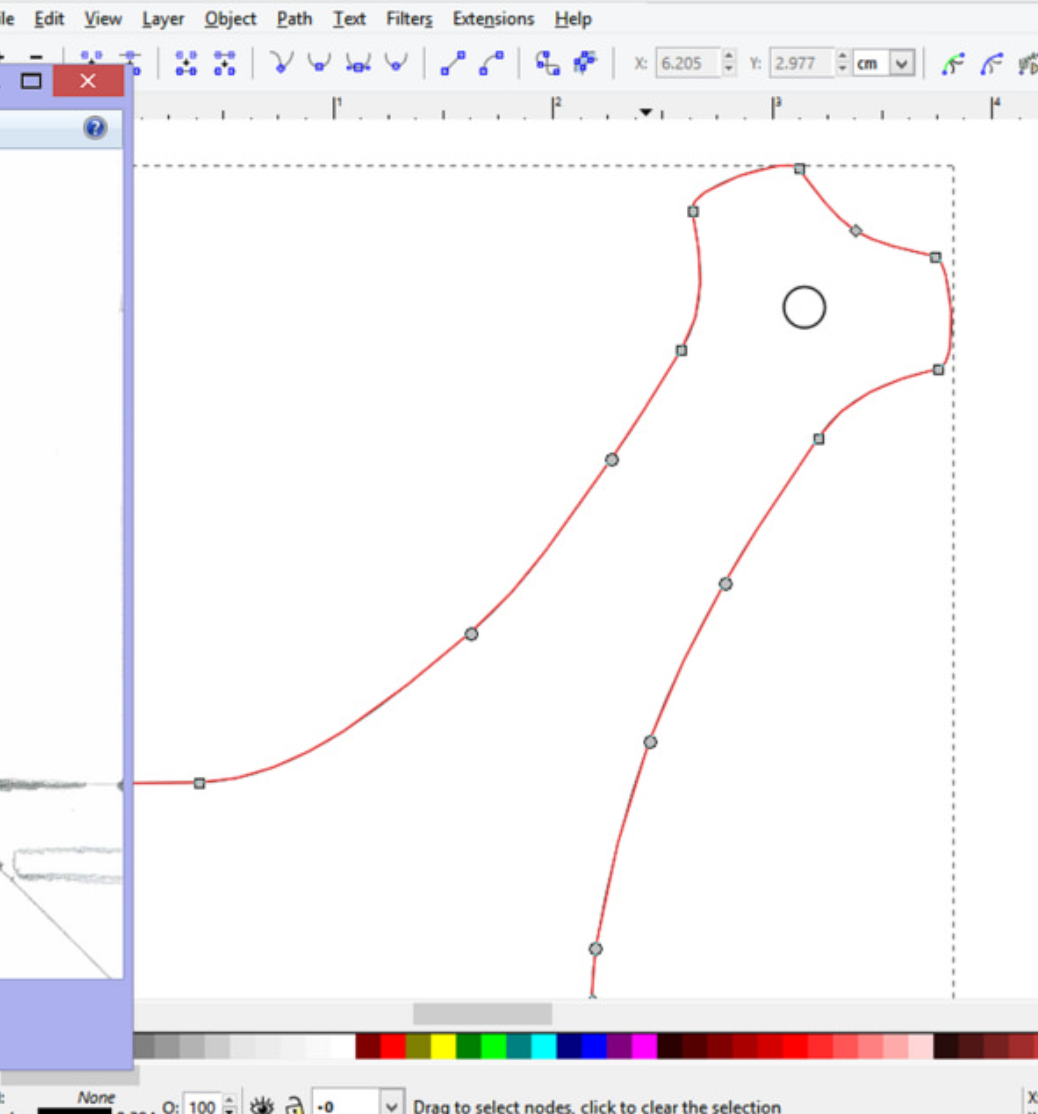 Edit View Layer Object Path Text Filters Extensions Help
X: 6.205 Y: 2.977 cm
1 2 3 4
None
O: 100 -0 Drag to select nodes, click to clear the selection
X: